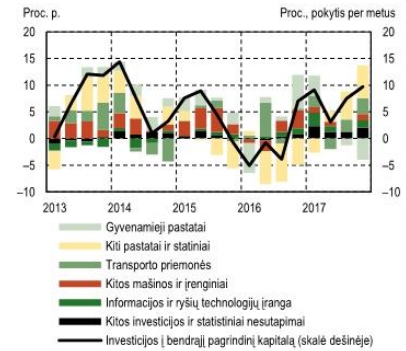 Proc. p. Proc., pokytis per metus
20 20
15 15
10 10
5 5
0 0
–5 –5
–10 –10
2013 2014 2015 2016 2017
Gyvenamieji pastatai
Kiti pastatai ir statiniai
Transporto priemonės
Kitos mašinos ir įrenginiai
Informacijos ir ryšių technologijų įranga
Kitos investicijos ir statistiniai nesutapimai
Investicijos į bendrąjį pagrindinį kapitalą (skalė dešinėje)